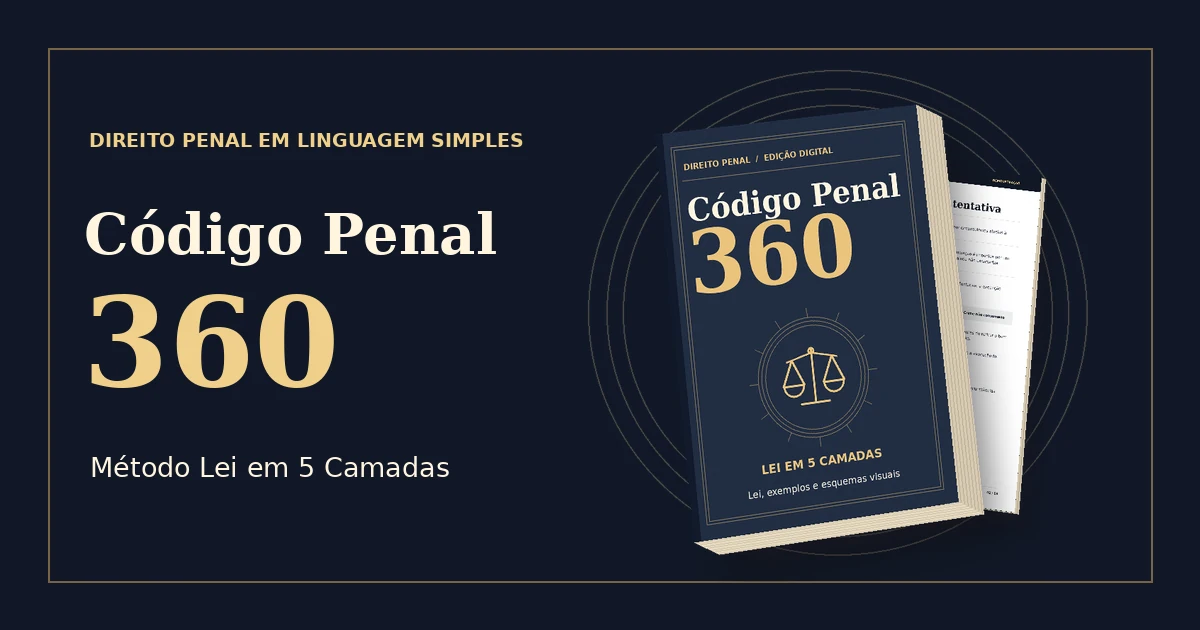 DIREITO PENAL EM LINGUAGEM SIMPLES
Código Penal
360
Método Lei em 5 Camadas
DIREITO PENAL / EDIÇÃO DIGITAL
Código Penal
360
LEI EM 5 CAMADAS
Lei, exemplos e esquemas visuais
tentativa